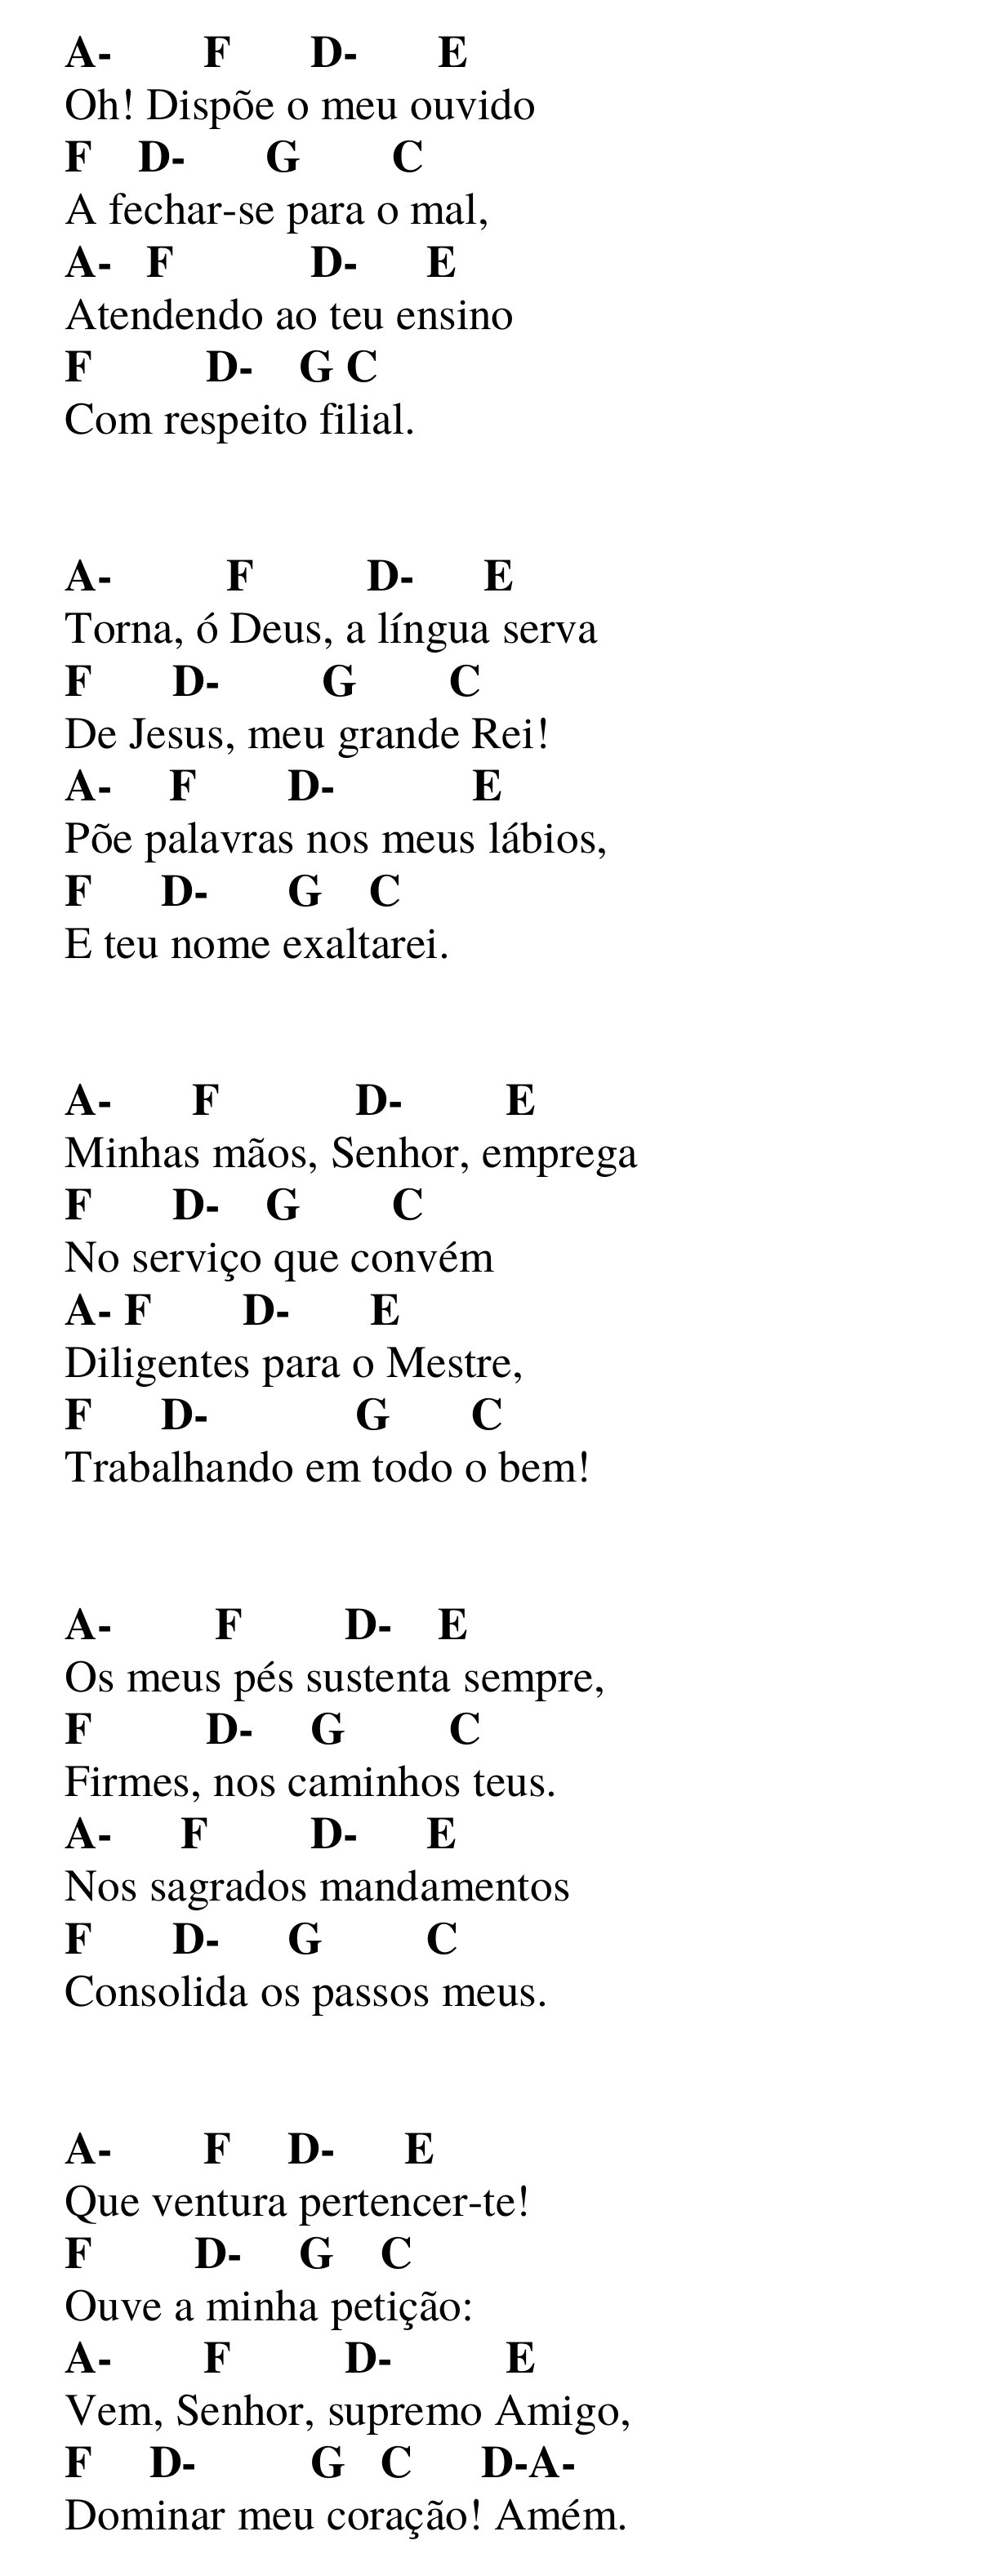 A-        F       D-       E
Oh! Dispõe o meu ouvido
F    D-       G        C
A fechar-se para o mal,
A-   F            D-      E
Atendendo ao teu ensino
F          D-    G C
Com respeito filial.

A-          F          D-      E
Torna, ó Deus, a língua serva
F       D-         G        C
De Jesus, meu grande Rei!
A-     F        D-            E
Põe palavras nos meus lábios,
F      D-       G    C
E teu nome exaltarei.

A-       F            D-         E
Minhas mãos, Senhor, emprega
F       D-    G        C
No serviço que convém
A- F        D-       E
Diligentes para o Mestre,
F      D-             G       C
Trabalhando em todo o bem!

A-         F         D-    E
Os meus pés sustenta sempre,
F          D-     G         C
Firmes, nos caminhos teus.
A-      F         D-      E
Nos sagrados mandamentos
F       D-      G         C
Consolida os passos meus.

A-        F     D-      E
Que ventura pertencer-te!
F         D-     G    C
Ouve a minha petição:
A-        F          D-          E
Vem, Senhor, supremo Amigo,
F     D-          G   C      D-A-
Dominar meu coração! Amém.